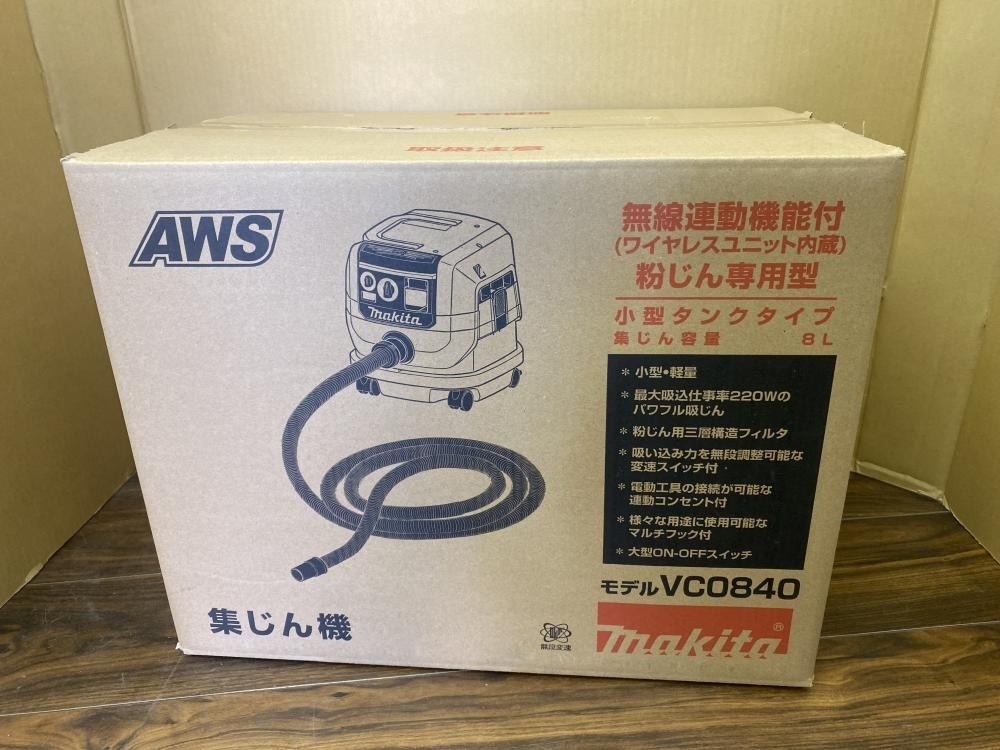 取扱注意
AWS
makita
無線連動機能付
(ワイヤレスユニット内蔵)
粉じん専用型
小型タンクタイプ
集じん容量 8L
＊小型・軽量
＊最大吸込仕事率220Wの
パワフル吸じん
＊粉じん用三層構造フィルタ
＊吸い込み力を無段調整可能な
変速スイッチ付
＊電動工具の接続が可能な
連動コンセント付
＊様々な用途に使用可能な
マルチフック付
＊大型ON-OFFスイッチ
モデルVC0840
集じん機
無段変速
makita®